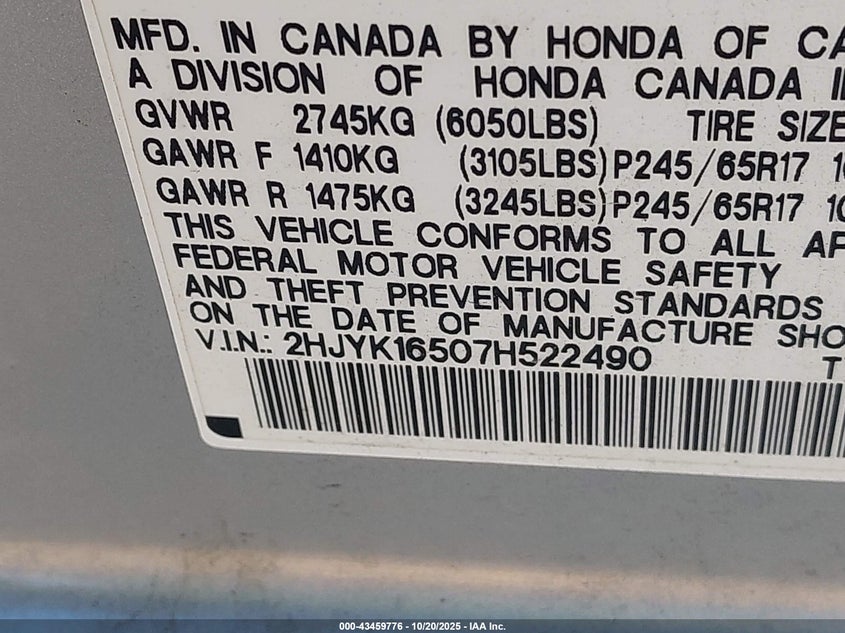 MFD. IN CANADA BY HONDA OF
A DIVISION OF HONDA CANADA
GVWR 2745KG (6050LBS) TIRE SIZE
GAWR F 1410KG (3105LBS) P245/65R17
GAWR R 1475KG (3245LBS) P245/65R17
THIS VEHICLE CONFORMS TO ALL
FEDERAL MOTOR VEHICLE SAFETY
AND THEFT PREVENTION STANDARDS
ON THE DATE OF MANUFACTURE
V.I.N.: 2HJYK16507H522490
000-43459776 - 10/20/2025 - IAA Inc.